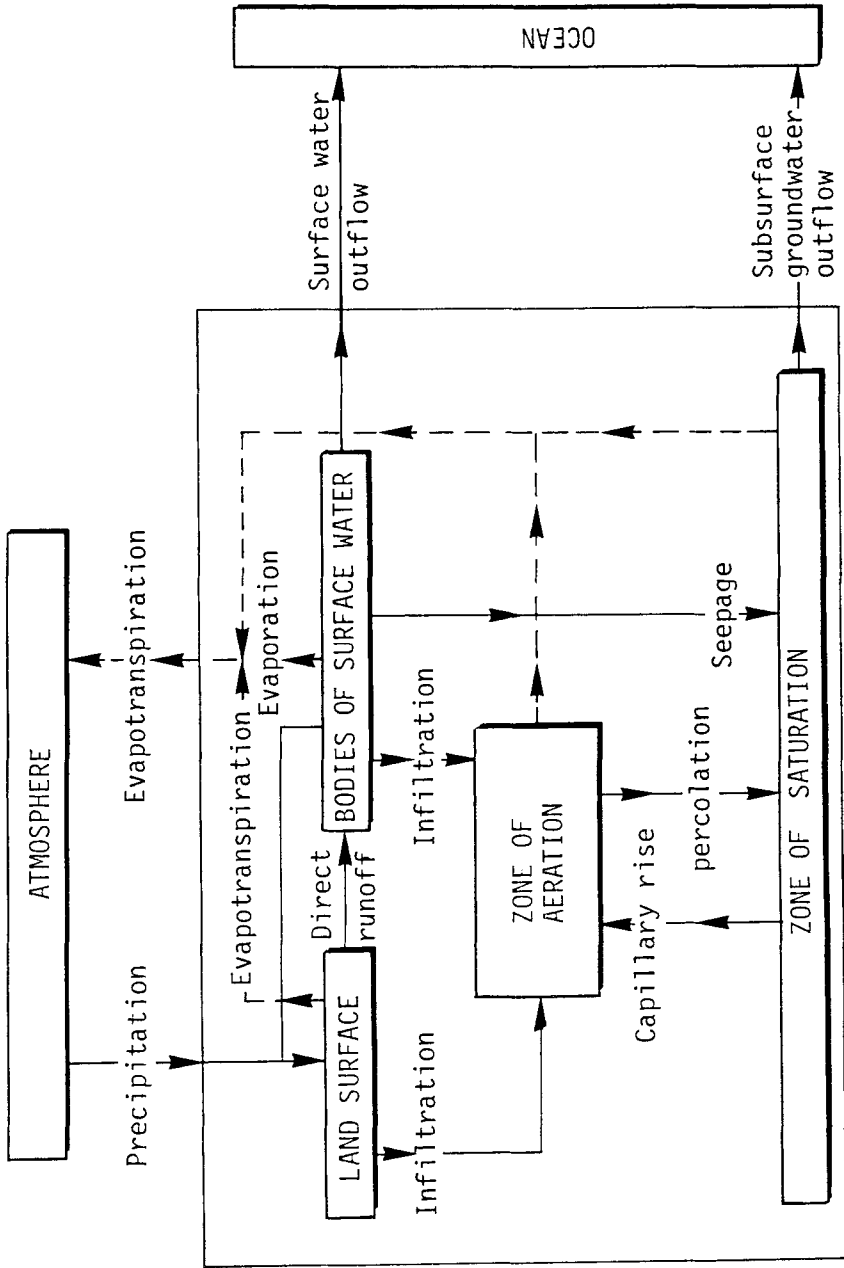 ATMOSPHERE
Precipitation
Evapotranspiration
Evapotranspiration
Evaporation
LAND SURFACE
Direct
runoff
BODIES OF SURFACE WATER
Surface water
outflow
OCEAN
Infiltration
Infiltration
ZONE OF
AERATION
Capillary rise
percolation
Seepage
ZONE OF SATURATION
Subsurface
groundwater
outflow